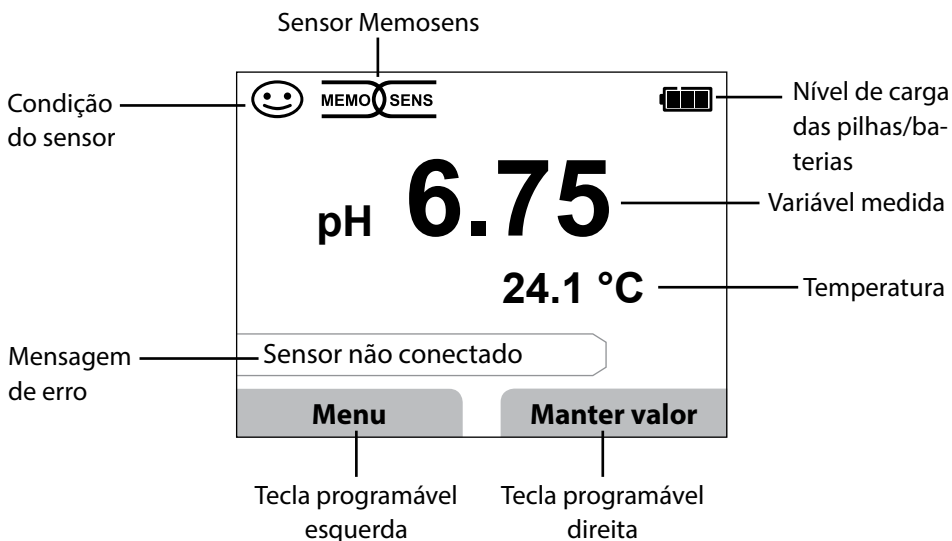 Sensor Memosens
Condição
do sensor
MEMO SENS
Nível de carga
das pilhas/ba-
terias
pH 6.75
Variável medida
24.1 °C
Temperatura
Mensagem
de erro
Sensor não conectado
Menu
Manter valor
Tecla programável
esquerda
Tecla programável
direita